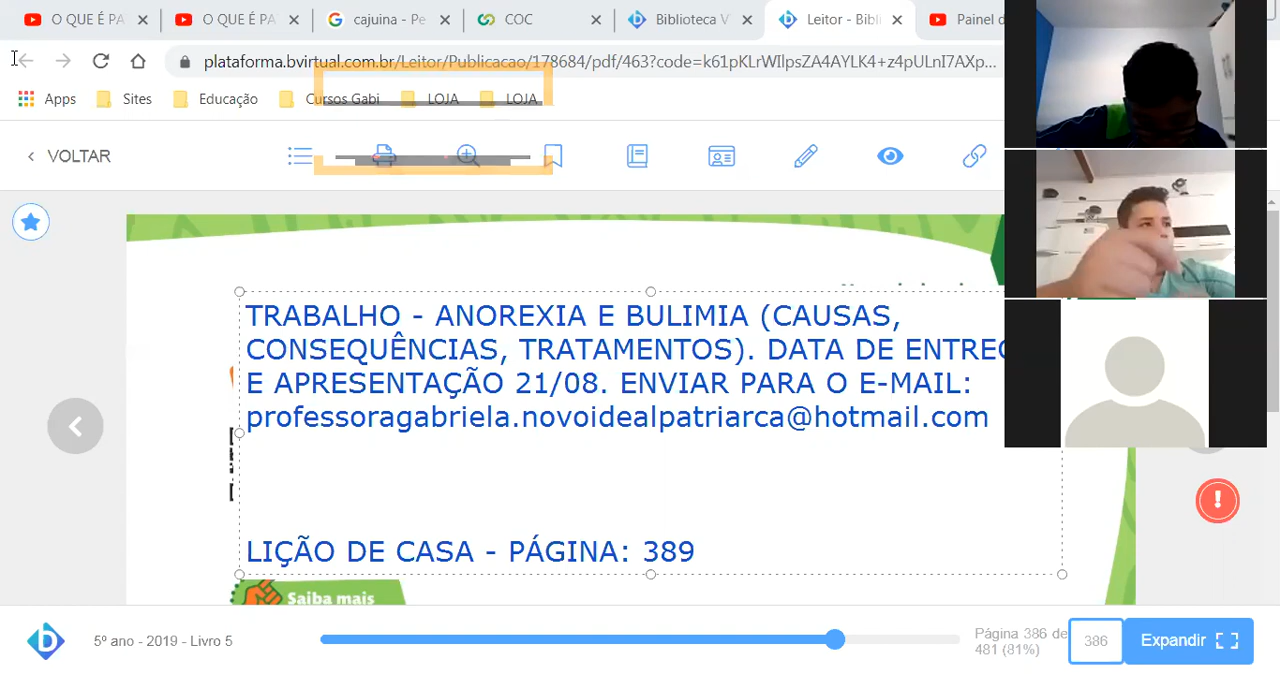 O QUE É PA
O QUE É PA
cajuina - Pe
COC
Biblioteca V
Leitor - Bibli
Painel d
plataforma.bvirtual.com.br/Leitor/Publicacao/178684/pdf/463?code=k61pKLrWIlpsZA4AYLK4+z4pULnI7AXp...
Apps
Sites
Educação
Cursos Gabi
LOJA
LOJA
VOLTAR
TRABALHO - ANOREXIA E BULIMIA (CAUSAS,
CONSEQUÊNCIAS, TRATAMENTOS). DATA DE ENTREG
E APRESENTAÇÃO 21/08. ENVIAR PARA O E-MAIL:
professoragabriela.novoidealpatriarca@hotmail.com
LIÇÃO DE CASA - PÁGINA: 389
Saiba mais
5º ano - 2019 - Livro 5
Página 386 de
481 (81%)
386
Expandir